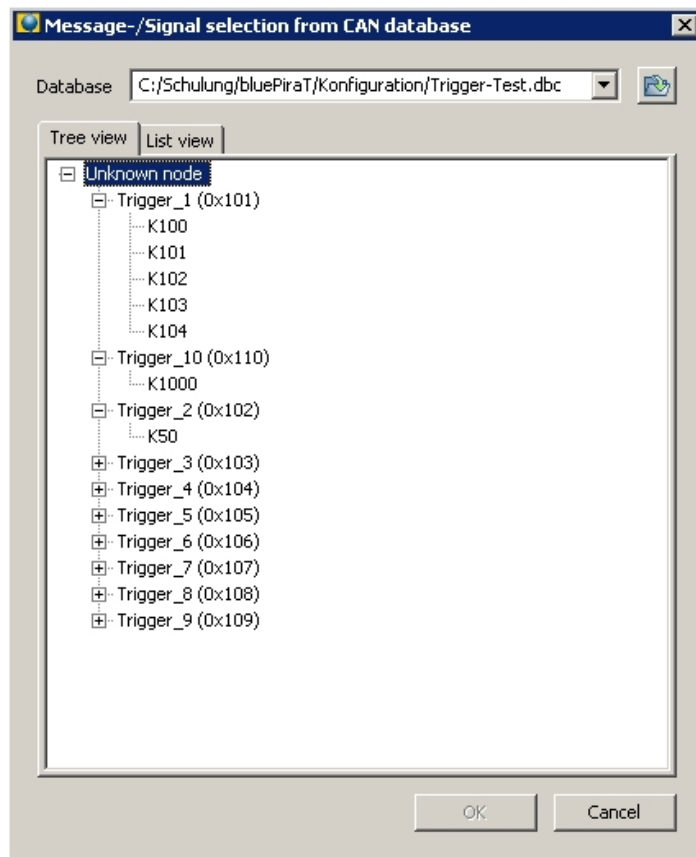 Message-/Signal selection from CAN database
Database C:/Schulung/bluePiraT/Konfiguration/Trigger-Test.dbc
Tree view List view
Unknown node
Trigger_1 (0x101)
K100
K101
K102
K103
K104
Trigger_10 (0x110)
K1000
Trigger_2 (0x102)
K50
Trigger_3 (0x103)
Trigger_4 (0x104)
Trigger_5 (0x105)
Trigger_6 (0x106)
Trigger_7 (0x107)
Trigger_8 (0x108)
Trigger_9 (0x109)
OK Cancel